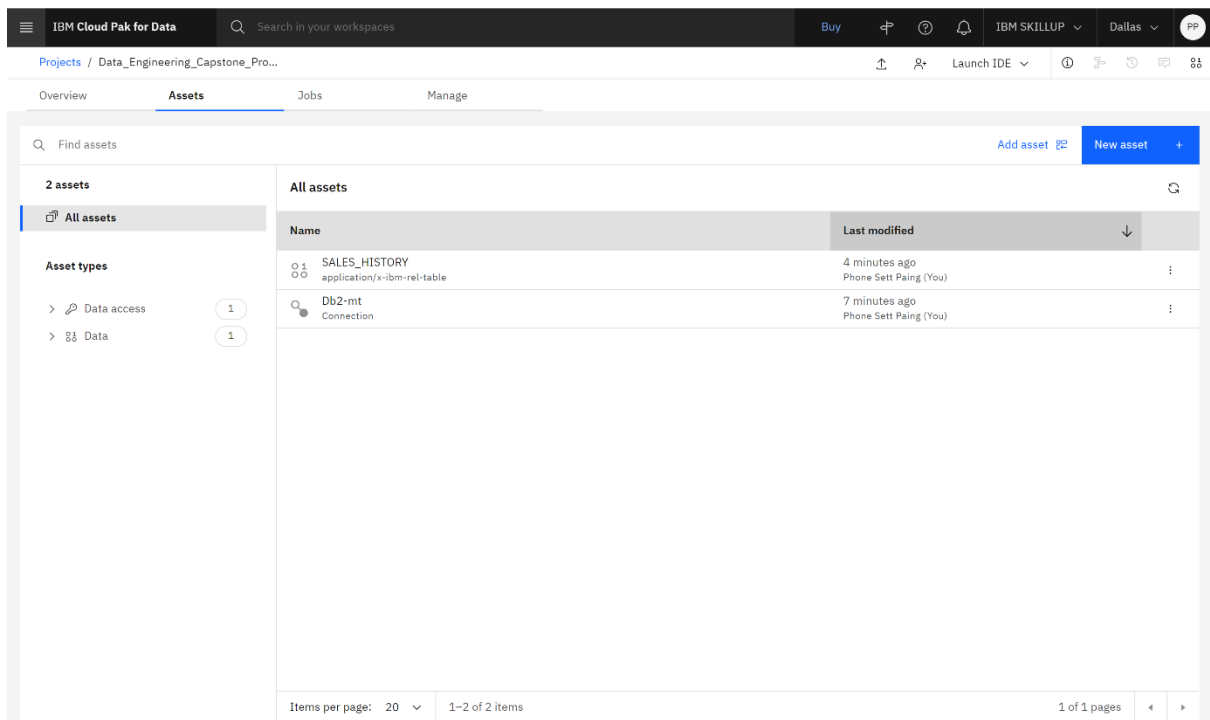 IBM Cloud Pak for Data Search in your workspaces Buy IBM SKILLUP Dallas PP
Projects / Data_Engineering_Capstone_Pro... Launch IDE
Overview Assets Jobs Manage
Find assets Add asset New asset +
2 assets
All assets
Asset types
Data access 1
Data 1
All assets
Name Last modified
SALES_HISTORY 4 minutes ago
application/x-ibm-rel-table Phone Sett Paing (You)
Db2-mt 7 minutes ago
Connection Phone Sett Paing (You)
Items per page: 20 1–2 of 2 items 1 of 1 pages